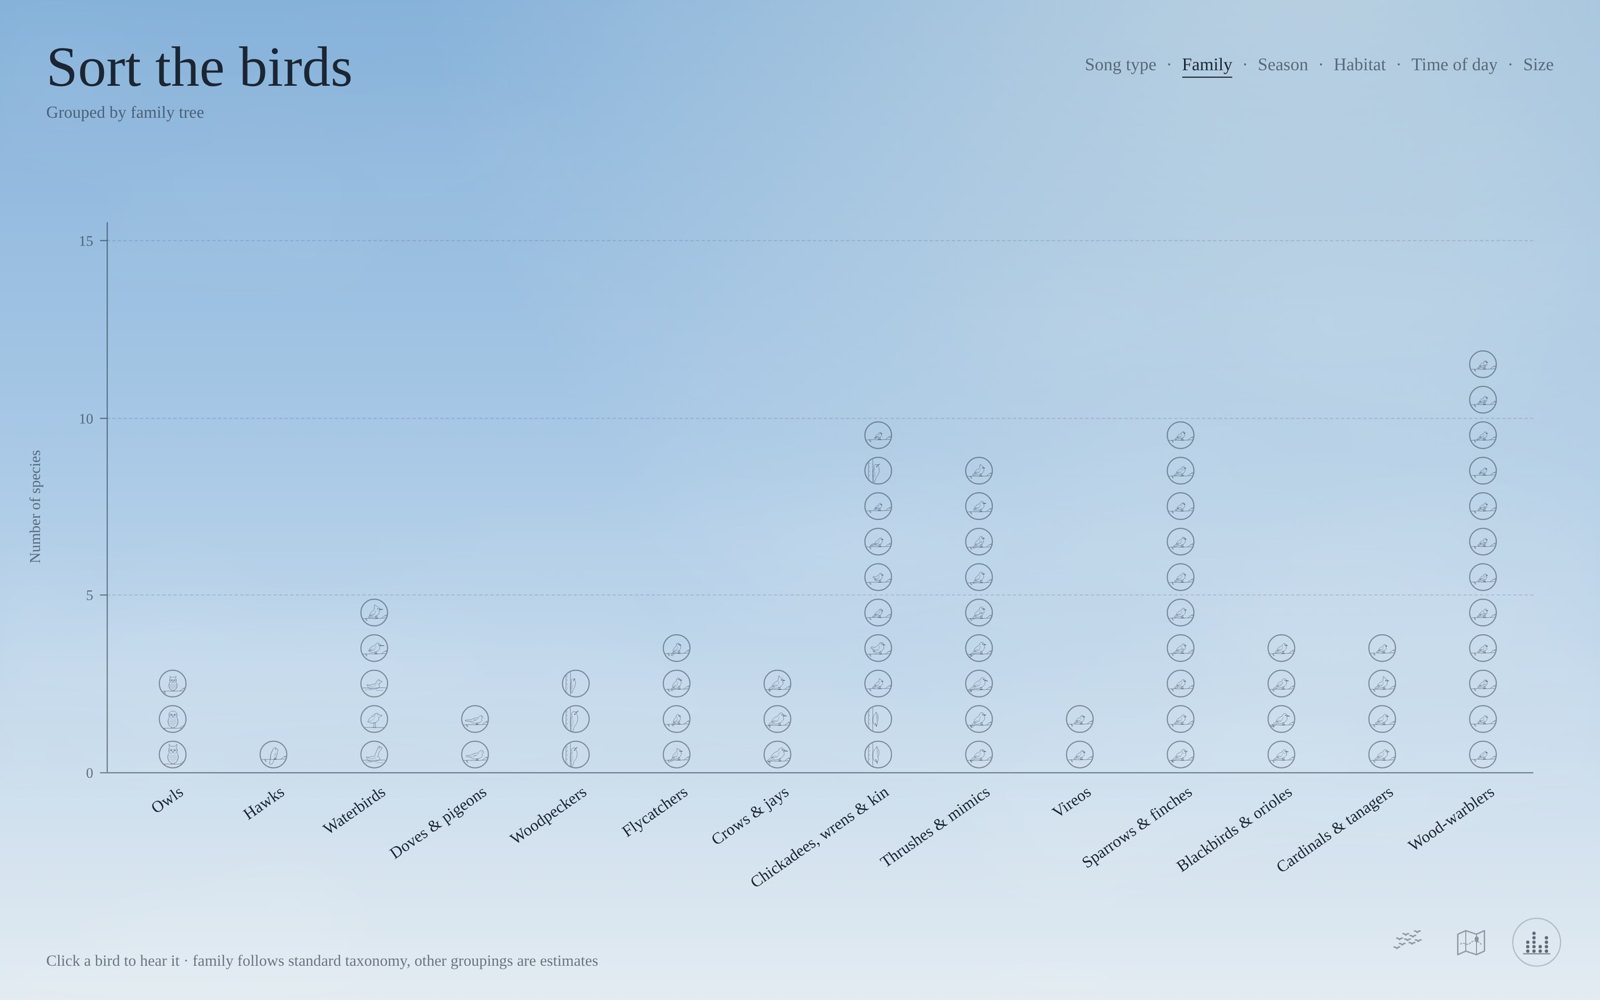 Sort the birds
Grouped by family tree
Song type · Family · Season · Habitat · Time of day · Size
Number of species
15
10
5
0
Owls
Hawks
Waterbirds
Doves & pigeons
Woodpeckers
Flycatchers
Crows & jays
Chickadees, wrens & kin
Thrushes & mimics
Vireos
Sparrows & finches
Blackbirds & orioles
Cardinals & tanagers
Wood-warblers
Click a bird to hear it · family follows standard taxonomy, other groupings are estimates